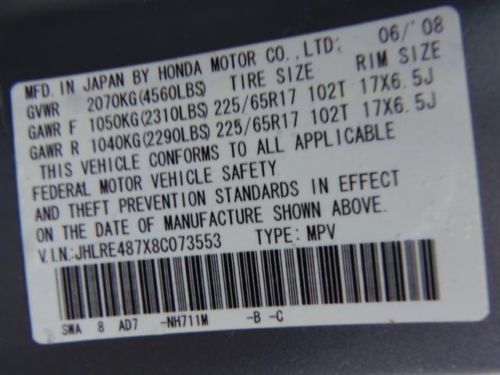 MFD. IN JAPAN BY HONDA MOTOR CO., LTD; 06/'08
GVWR 2070KG(4560LBS) TIRE SIZE RIM SIZE
GAWR F 1050KG(2310LBS) 225/65R17 102T 17X6.5J
GAWR R 1040KG(2290LBS) 225/65R17 102T 17X6.5J
THIS VEHICLE CONFORMS TO ALL APPLICABLE
FEDERAL MOTOR VEHICLE SAFETY
AND THEFT PREVENTION STANDARDS IN EFFECT
ON THE DATE OF MANUFACTURE SHOWN ABOVE.
V.I.N:JHLRE487X8C073553 TYPE: MPV
SWA 8 AD7 -NH711M -B -C